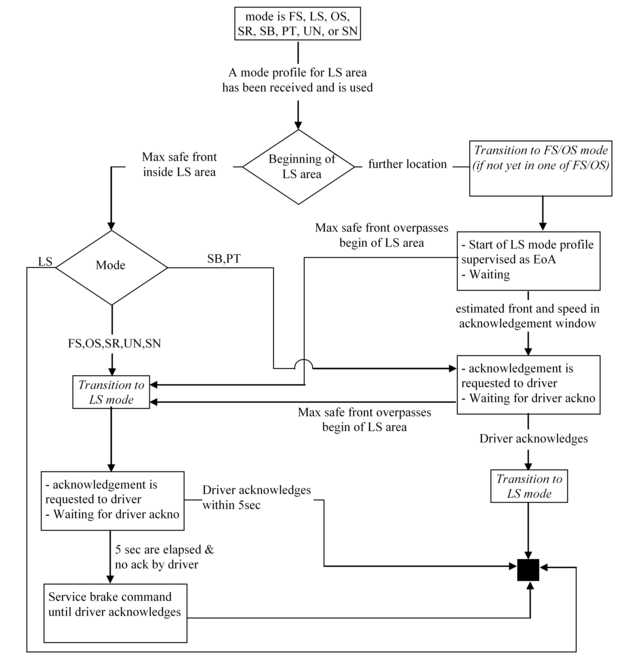 mode is FS, LS, OS,
SR, SB, PT, UN, or SN
A mode profile for LS area
has been received and is used
Beginning of
LS area
Max safe front
inside LS area
further location
Transition to FS/OS mode
(if not yet in one of FS/OS)
Max safe front overpasses
begin of LS area
- Start of LS mode profile
supervised as EoA
- Waiting
LS
Mode
SB,PT
estimated front and speed in
acknowledgement window
FS,OS,SR,UN,SN
Transition to
LS mode
- acknowledgement is
requested to driver
- Waiting for driver ackno
Max safe front overpasses
begin of LS area
Driver acknowledges
- acknowledgement is
requested to driver
- Waiting for driver ackno
Driver acknowledges
within 5sec
Transition to
LS mode
5 sec are elapsed &
no ack by driver
Service brake command
until driver acknowledges